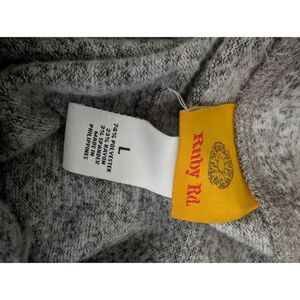 L
74% POLYESTER
23% RAYON
3% SPANDEX
MADE IN
PHILIPPINES
Ruby Rd.